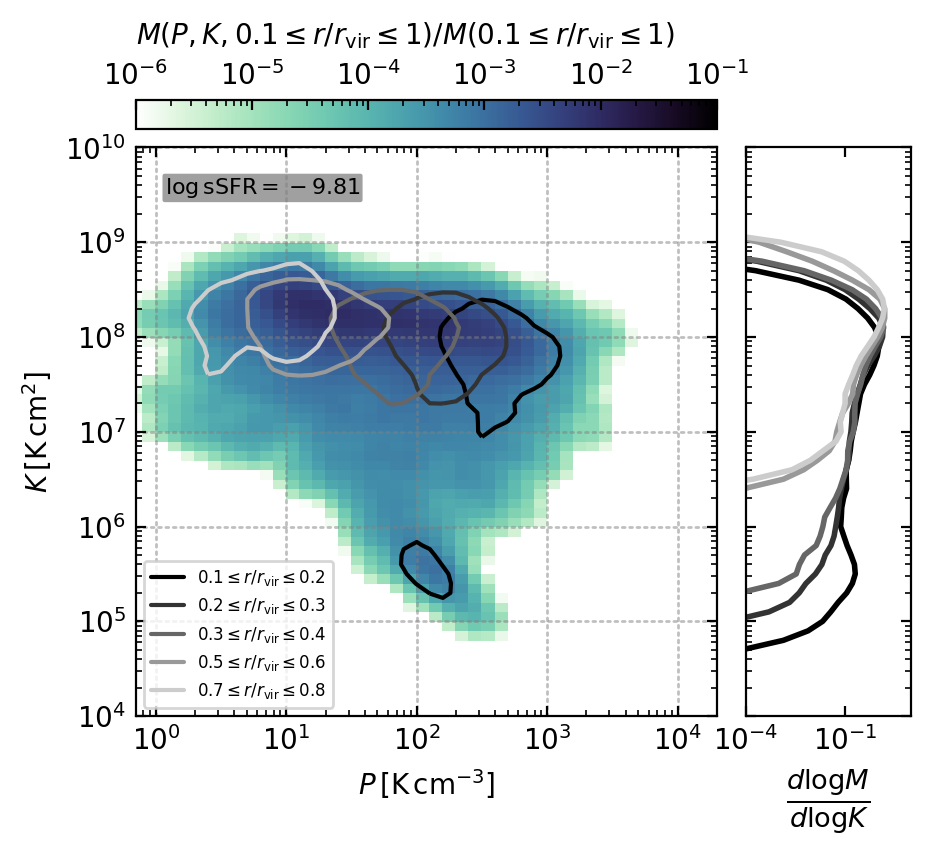 M(P, K, 0.1 ≤ r/r_vir ≤ 1)/M(0.1 ≤ r/r_vir ≤ 1)
10^−6 10^−5 10^−4 10^−3 10^−2 10^−1
log sSFR = − 9.81
10^10
10^9
10^8
10^7
10^6
10^5
10^4
K [K cm^2]
0.1 ≤ r/r_vir ≤ 0.2
0.2 ≤ r/r_vir ≤ 0.3
0.3 ≤ r/r_vir ≤ 0.4
0.5 ≤ r/r_vir ≤ 0.6
0.7 ≤ r/r_vir ≤ 0.8
10^0 10^1 10^2 10^3 10^4
P [K cm^−3]
10^−4 10^−1
dlogM
dlogK